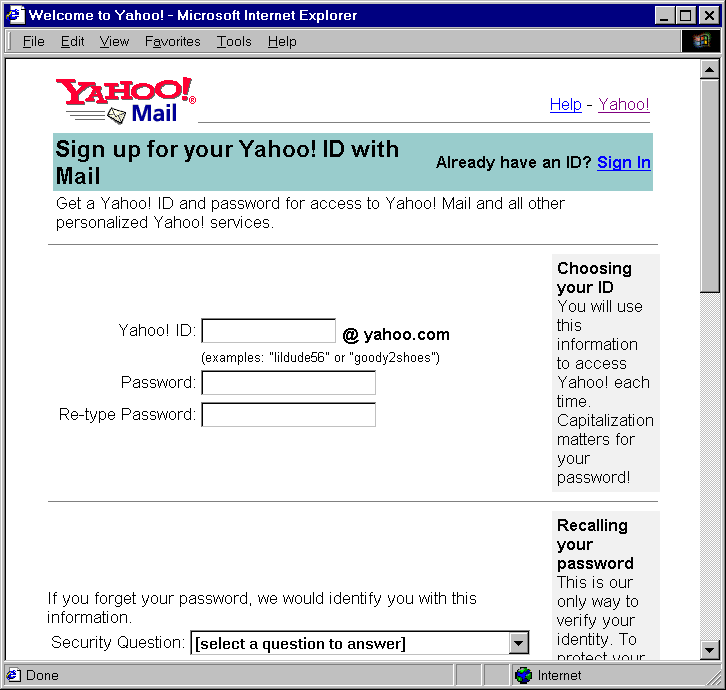 Welcome to Yahoo! - Microsoft Internet Explorer
File Edit View Favorites Tools Help
YAHOO!®
Mail
Help - Yahoo!
Sign up for your Yahoo! ID with
Mail
Already have an ID? Sign In
Get a Yahoo! ID and password for access to Yahoo! Mail and all other
personalized Yahoo! services.
Yahoo! ID: @ yahoo.com
(examples: "lildude56" or "goody2shoes")
Password:
Re-type Password:
Choosing
your ID
You will use
this
information
to access
Yahoo! each
time.
Capitalization
matters for
your
password!
If you forget your password, we would identify you with this
information.
Security Question: [select a question to answer]
Recalling
your
password
This is our
only way to
verify your
identity. To
protect your
Done
Internet